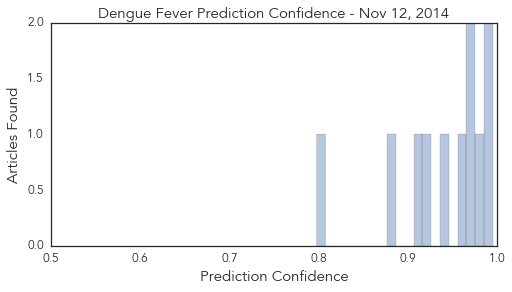 Dengue Fever Prediction Confidence - Nov 12, 2014
2.0
1.5
1.0
0.5
0.0
Articles Found
0.5 0.6 0.7 0.8 0.9 1.0
Prediction Confidence